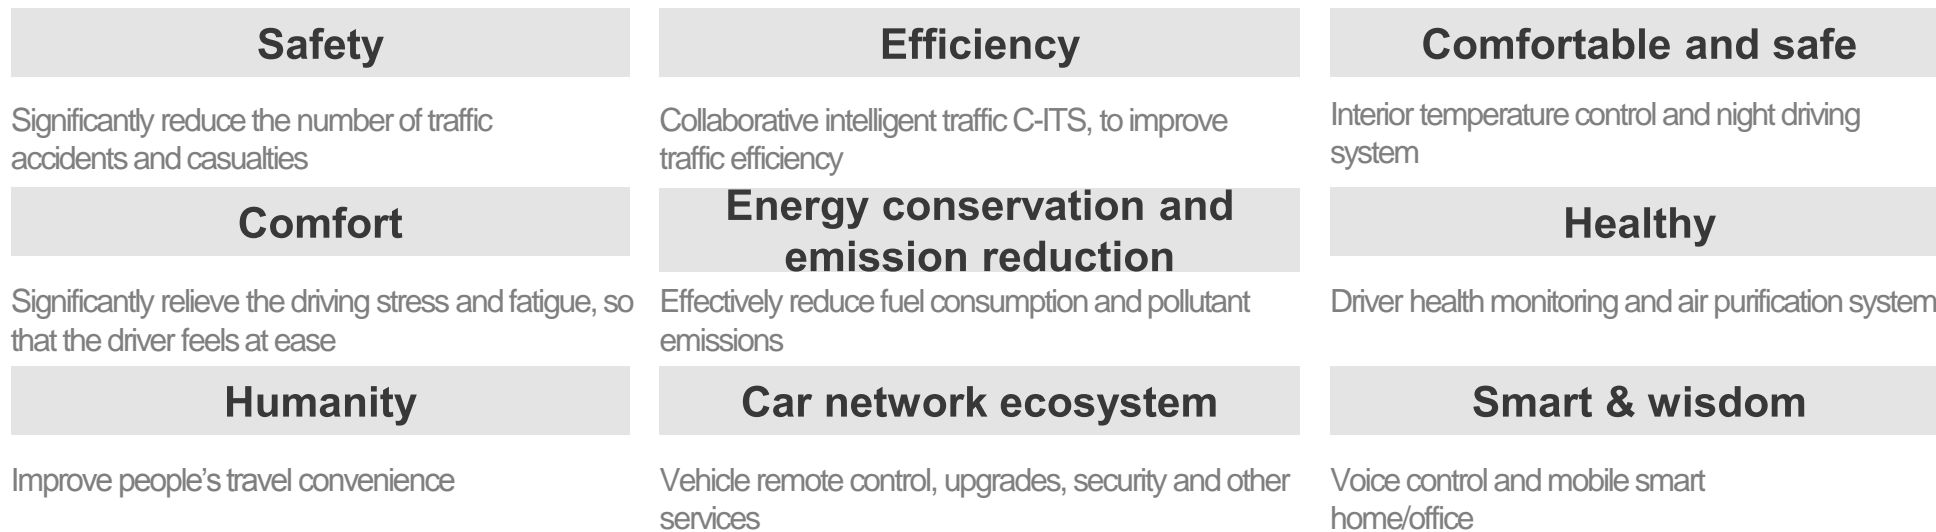 Safety
Significantly reduce the number of traffic
accidents and casualties
Efficiency
Collaborative intelligent traffic C-ITS, to improve
traffic efficiency
Comfortable and safe
Interior temperature control and night driving
system
Comfort
Significantly relieve the driving stress and fatigue, so
that the driver feels at ease
Energy conservation and
emission reduction
Effectively reduce fuel consumption and pollutant
emissions
Healthy
Driver health monitoring and air purification system
Humanity
Improve people’s travel convenience
Car network ecosystem
Vehicle remote control, upgrades, security and other
services
Smart & wisdom
Voice control and mobile smart
home/office